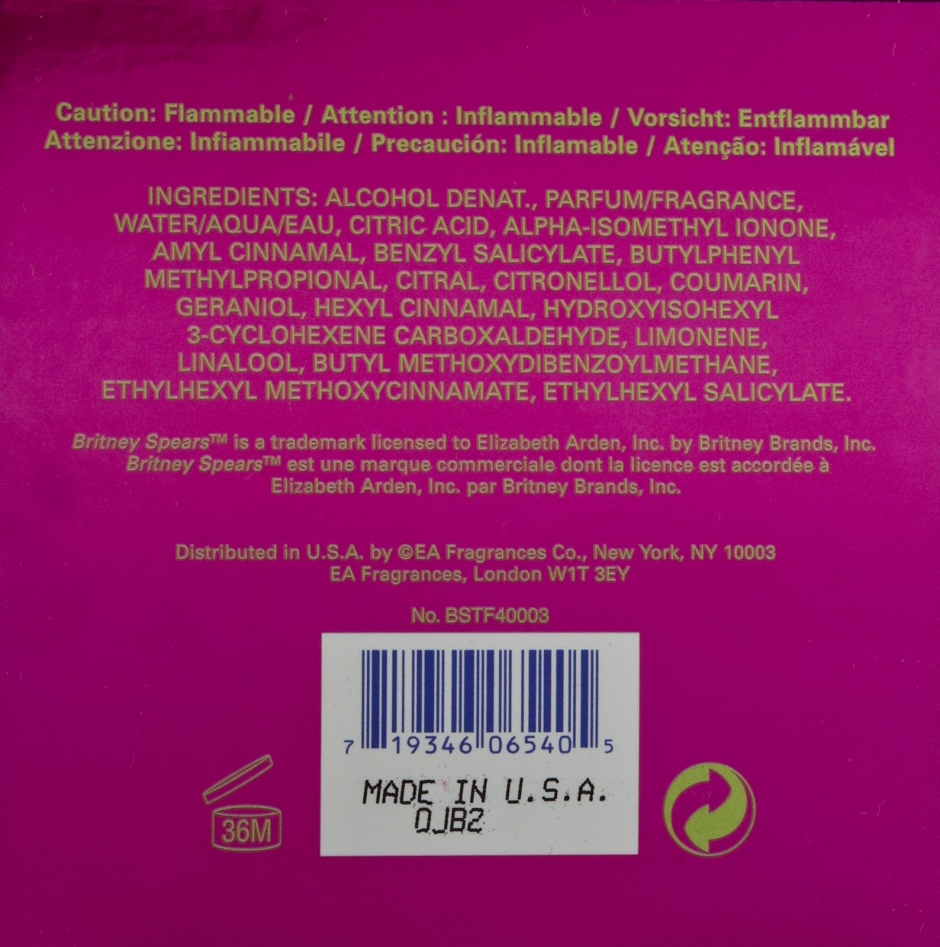 Caution: Flammable / Attention : Inflammable / Vorsicht: Entflammbar
Attenzione: Infiammabile / Precaución: Inflamable / Atenção: Inflamável
INGREDIENTS: ALCOHOL DENAT., PARFUM/FRAGRANCE,
WATER/AQUA/EAU, CITRIC ACID, ALPHA-ISOMETHYL IONONE,
AMYL CINNAMAL, BENZYL SALICYLATE, BUTYLPHENYL
METHYLPROPIONAL, CITRAL, CITRONELLOL, COUMARIN,
GERANIOL, HEXYL CINNAMAL, HYDROXYISOHEXYL
3-CYCLOHEXENE CARBOXALDEHYDE, LIMONENE,
LINALOOL, BUTYL METHOXYDIBENZOYLMETHANE,
ETHYLHEXYL METHOXYCINNAMATE, ETHYLHEXYL SALICYLATE.
Britney Spears™ is a trademark licensed to Elizabeth Arden, Inc. by Britney Brands, Inc.
Britney Spears™ est une marque commerciale dont la licence est accordée à
Elizabeth Arden, Inc. par Britney Brands, Inc.
Distributed in U.S.A. by ©EA Fragrances Co., New York, NY 10003
EA Fragrances, London W1T 3EY
No. BSTF40003
7 19346 06540 5
MADE IN U.S.A.
0JB2
36M